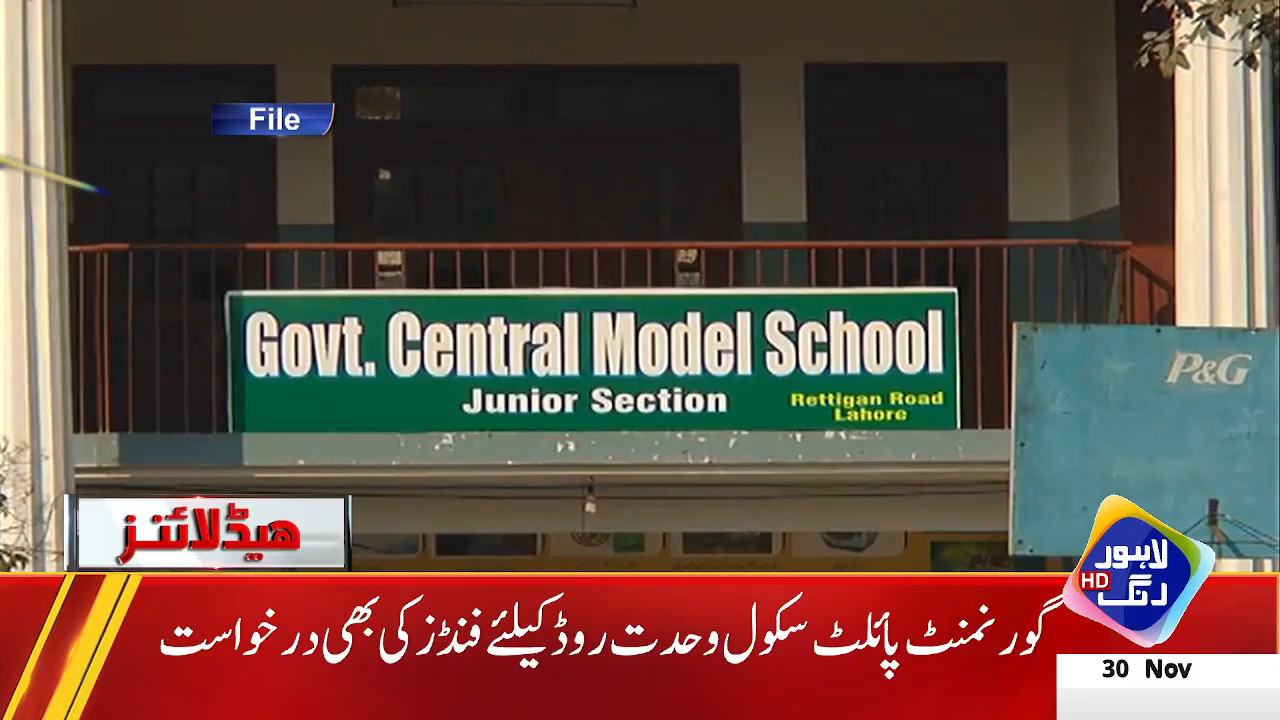 File
Govt. Central Model School
Junior Section
Rettigan Road
Lahore
P&G
ہیڈلائنز
لاہور
رنگ
HD
گورنمنٹ پائلٹ سکول وحدت روڈ کیلئے فنڈز کی بھی درخواست
30 Nov